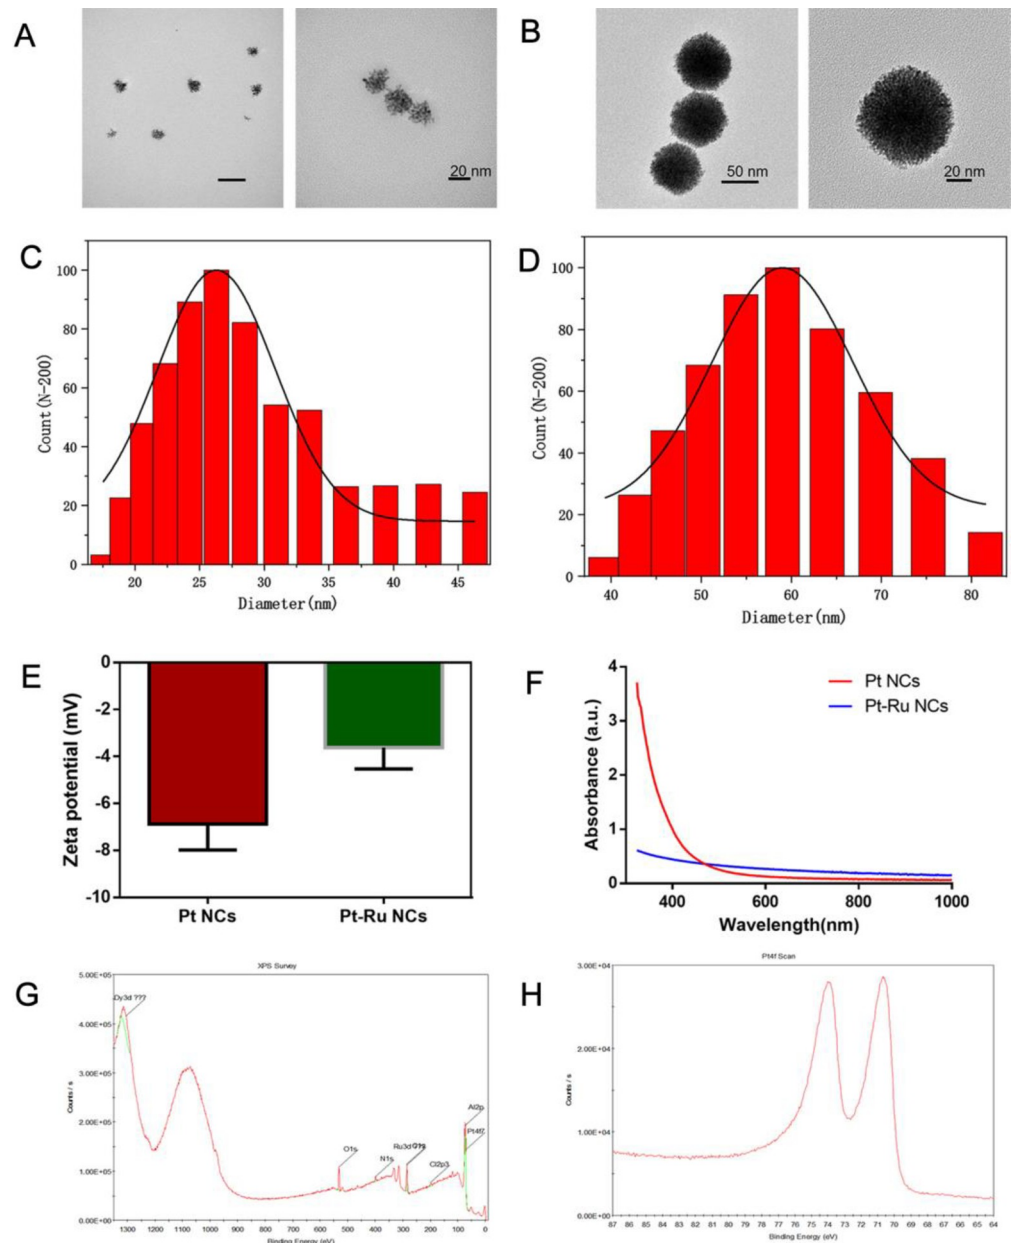 A
20 nm
B
50 nm
20 nm
C
Count(N-200)
100
80
60
40
20
0
20 25 30 35 40 45
Diameter(nm)
D
Count(N-200)
100
80
60
40
20
0
40 50 60 70 80
Diameter(nm)
E
Zeta potential (mV)
0
-2
-4
-6
-8
-10
Pt NCs Pt-Ru NCs
F
Absorbance (a.u.)
4
3
2
1
0
Pt NCs
Pt-Ru NCs
400 600 800 1000
Wavelength(nm)
G
XPS Survey
Counts / s
5.00E+05
4.00E+05
3.00E+05
2.00E+05
1.00E+05
0.00E+00
Dy3d ???
O1s
N1s
Ru3d
Cl2p3
Al2p
Pt4f7
1300 1200 1100 1000 900 800 700 600 500 400 300 200 100 0
Binding Energy (eV)
H
Pt4f Scan
Counts / s
3.00E+04
2.00E+04
1.00E+04
0.00E+00
87 86 85 84 83 82 81 80 79 78 77 76 75 74 73 72 71 70 69 68 67 66 65 64
Binding Energy (eV)